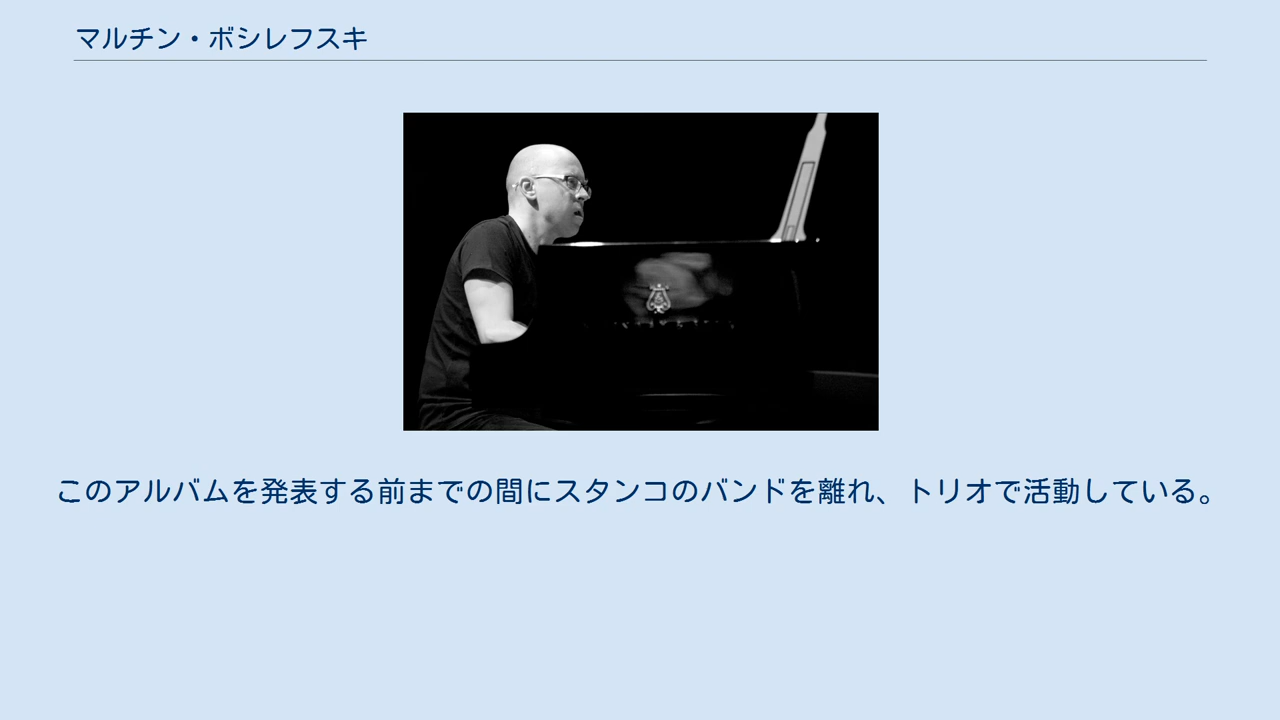 マルチン・ボシレフスキ
このアルバムを発表する前までの間にスタンコのバンドを離れ、トリオで活動している。